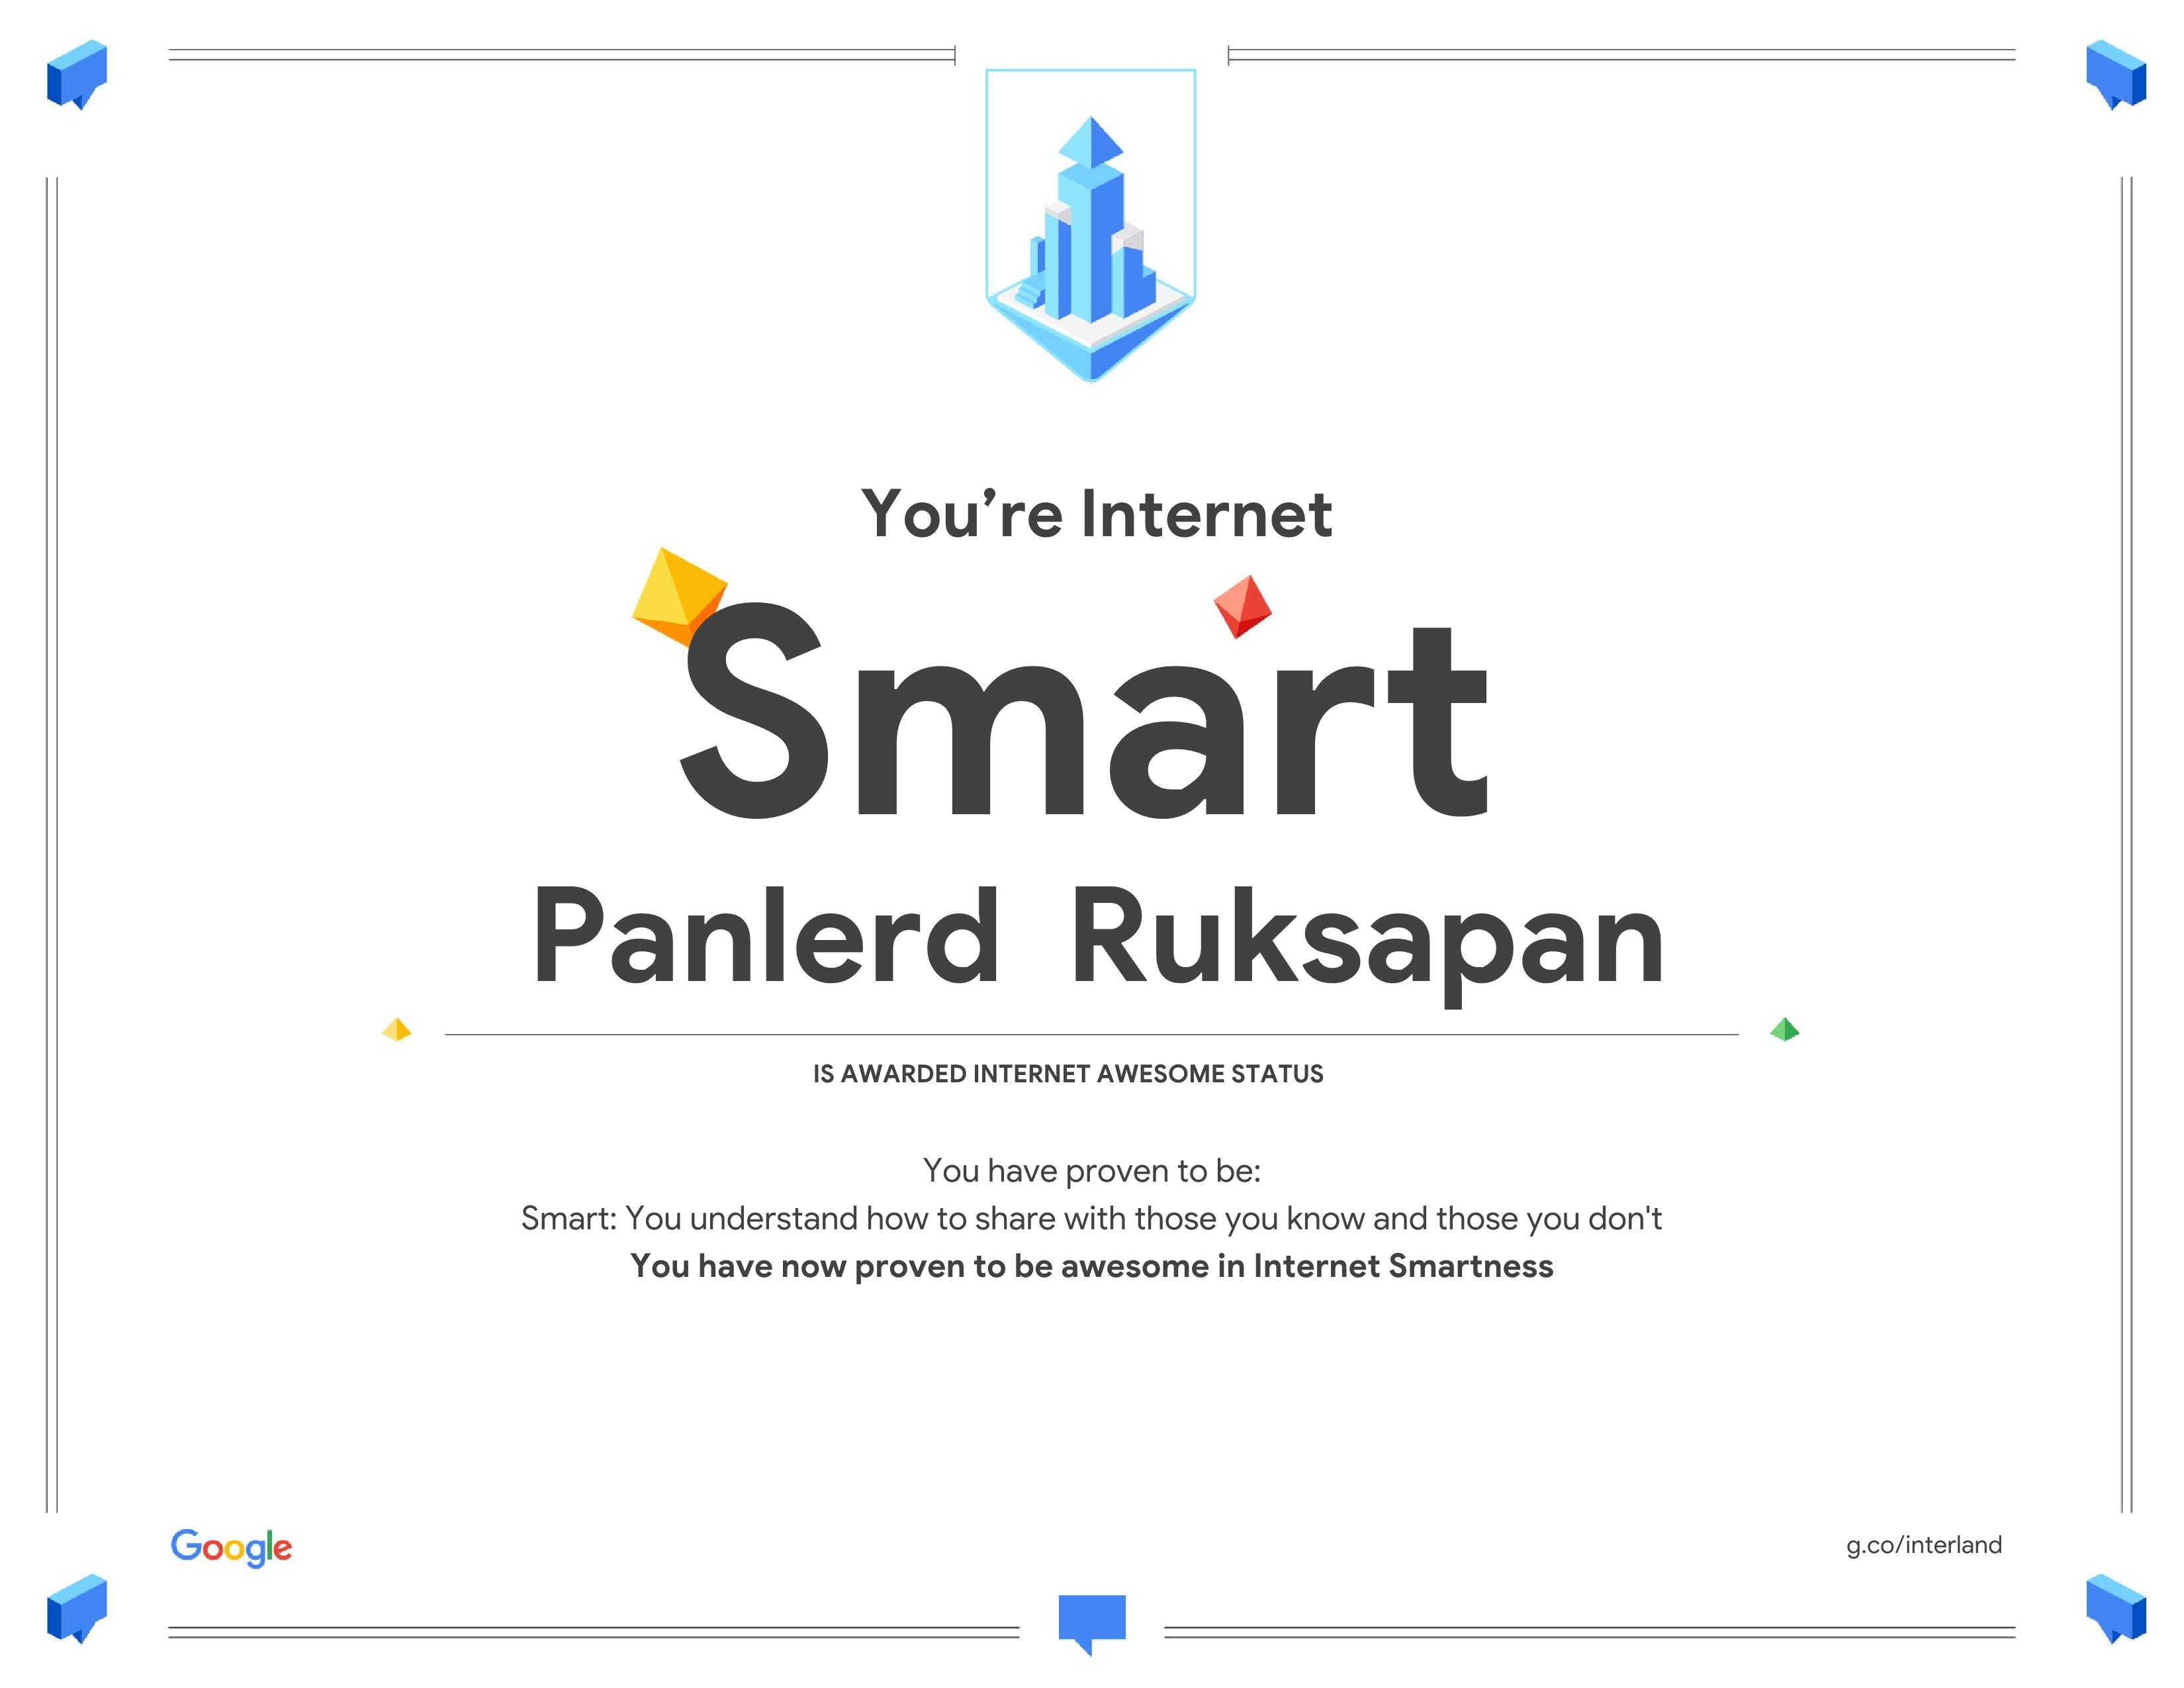 You’re Internet
Smart
Panlerd  Ruksapan
IS AWARDED INTERNET AWESOME STATUS
You have proven to be:
Smart: You understand how to share with those you know and those you don't
You have now proven to be awesome in Internet Smartness
Google
g.co/interland